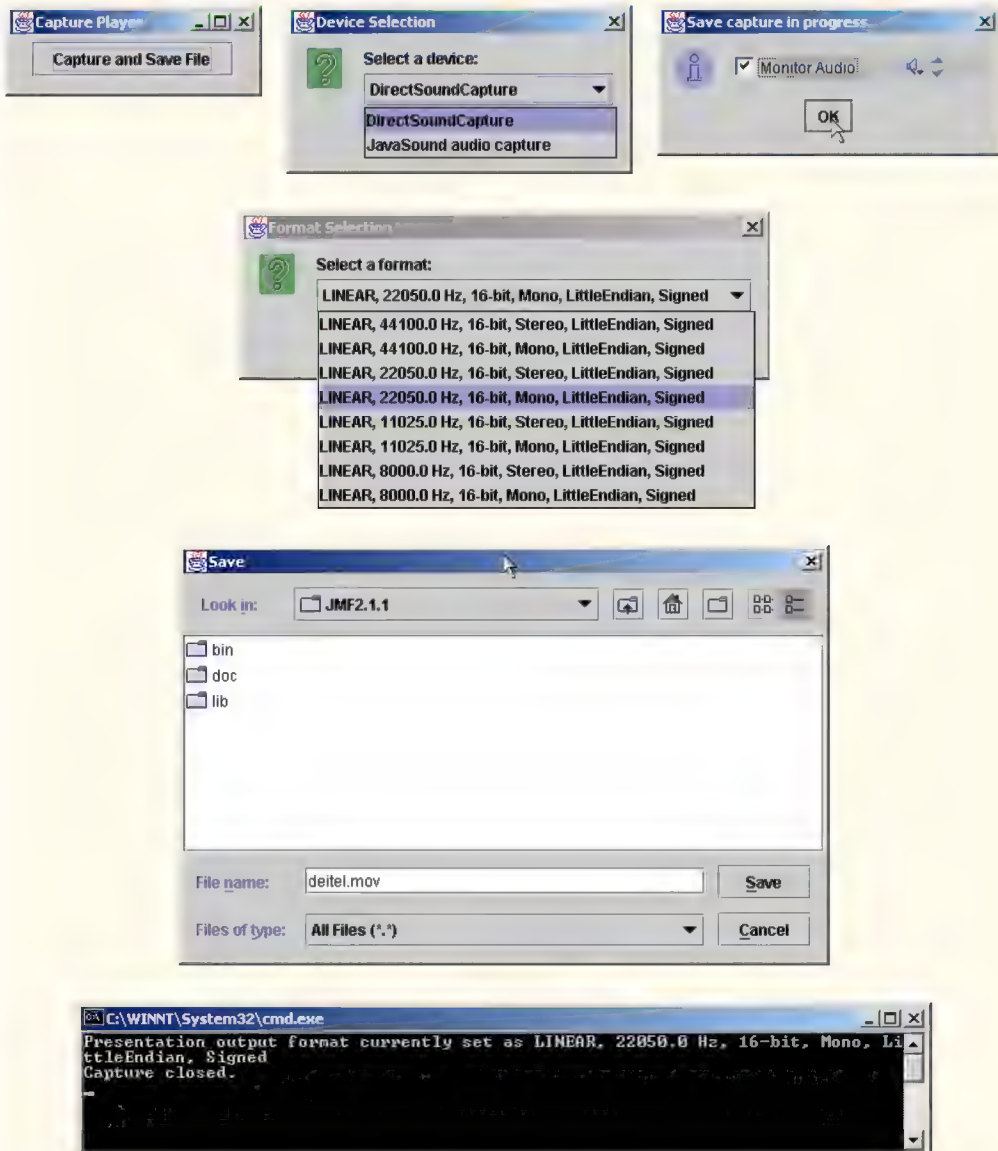 Capture Player
Capture and Save File
Device Selection
Select a device:
DirectSoundCapture
DirectSoundCapture
JavaSound audio capture
Save capture in progress
Monitor Audio
OK
Format Selection
Select a format:
LINEAR, 22050.0 Hz, 16-bit, Mono, LittleEndian, Signed
LINEAR, 44100.0 Hz, 16-bit, Stereo, LittleEndian, Signed
LINEAR, 44100.0 Hz, 16-bit, Mono, LittleEndian, Signed
LINEAR, 22050.0 Hz, 16-bit, Stereo, LittleEndian, Signed
LINEAR, 22050.0 Hz, 16-bit, Mono, LittleEndian, Signed
LINEAR, 11025.0 Hz, 16-bit, Stereo, LittleEndian, Signed
LINEAR, 11025.0 Hz, 16-bit, Mono, LittleEndian, Signed
LINEAR, 8000.0 Hz, 16-bit, Stereo, LittleEndian, Signed
LINEAR, 8000.0 Hz, 16-bit, Mono, LittleEndian, Signed
Save
Look in: JMF2.1.1
bin
doc
lib
File name: deitel.mov Save
Files of type: All Files (*.*) Cancel
C:\WINNT\System32\cmd.exe
Presentation output format currently set as LINEAR, 22050.0 Hz, 16-bit, Mono, Li
ttleEndian, Signed
Capture closed.